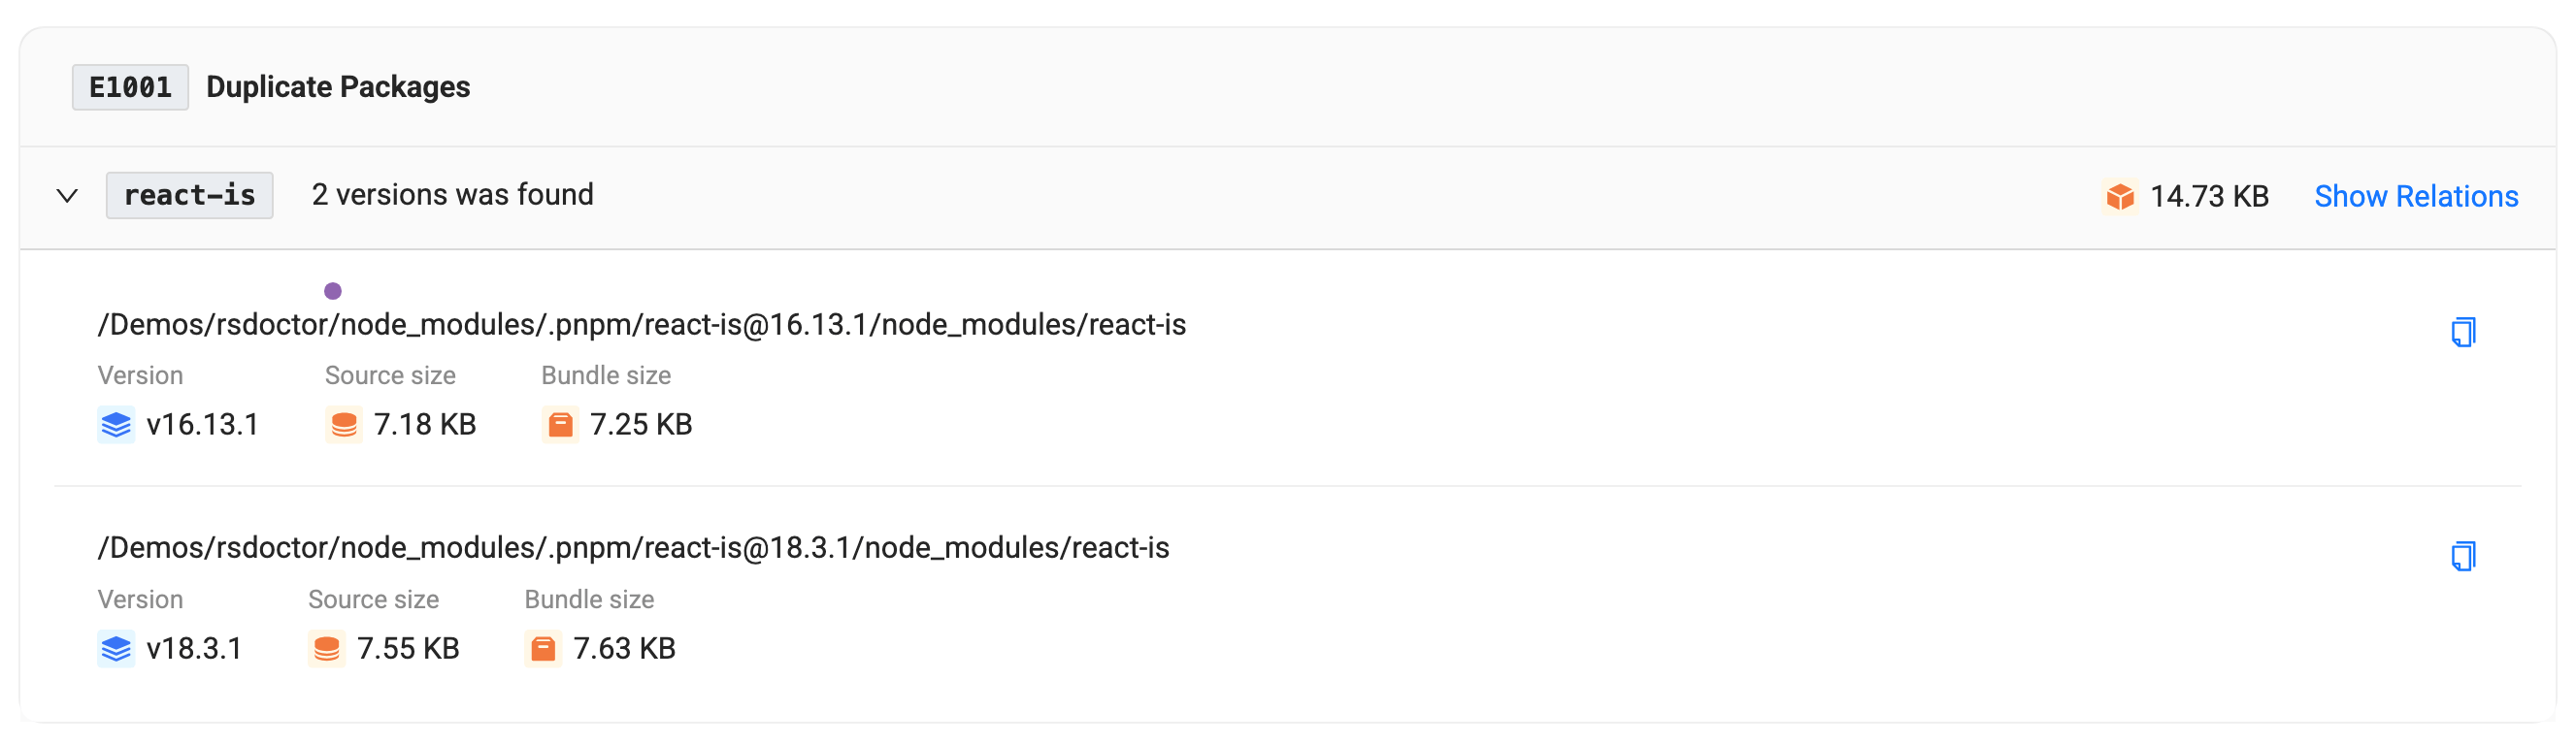 E1001 Duplicate Packages
react-is 2 versions was found 14.73 KB Show Relations
/Demos/rsdoctor/node_modules/.pnpm/react-is@16.13.1/node_modules/react-is
Version Source size Bundle size
v16.13.1 7.18 KB 7.25 KB
/Demos/rsdoctor/node_modules/.pnpm/react-is@18.3.1/node_modules/react-is
Version Source size Bundle size
v18.3.1 7.55 KB 7.63 KB